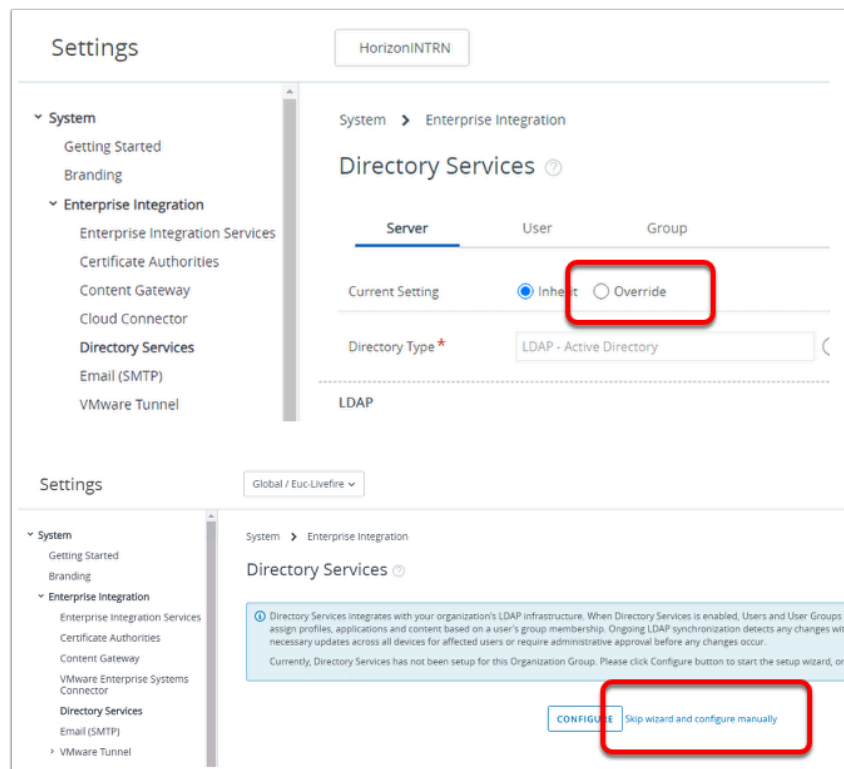 Settings
HorizonINTRN
System
Getting Started
Branding
Enterprise Integration
Enterprise Integration Services
Certificate Authorities
Content Gateway
Cloud Connector
Directory Services
Email (SMTP)
VMware Tunnel
System > Enterprise Integration
Directory Services
Server User Group
Current Setting Inherit Override
Directory Type * LDAP - Active Directory
LDAP
Settings
Global / Euc-Livefire
System
Getting Started
Branding
Enterprise Integration
Enterprise Integration Services
Certificate Authorities
Content Gateway
VMware Enterprise Systems
Connector
Directory Services
Email (SMTP)
VMware Tunnel
System > Enterprise Integration
Directory Services
Directory Services integrates with your organization's LDAP infrastructure. When Directory Services is enabled, Users and User Groups
assign profiles, applications and content based on a user's group membership. Ongoing LDAP synchronization detects any changes wit
necessary updates across all devices for affected users or require administrative approval before any changes occur.
Currently, Directory Services has not been setup for this Organization Group. Please click Configure button to start the setup wizard, or
CONFIGURE Skip wizard and configure manually